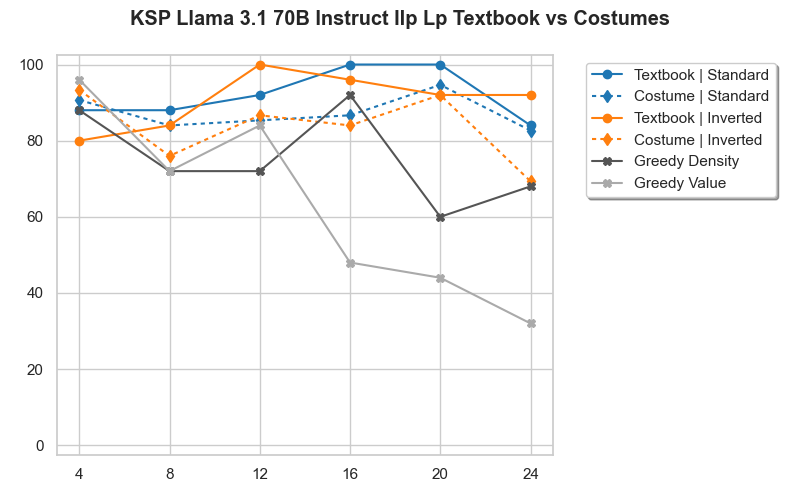 KSP Llama 3.1 70B Instruct Ilp Lp Textbook vs Costumes
100
80
60
40
20
0
4 8 12 16 20 24
Textbook | Standard
Costume | Standard
Textbook | Inverted
Costume | Inverted
Greedy Density
Greedy Value